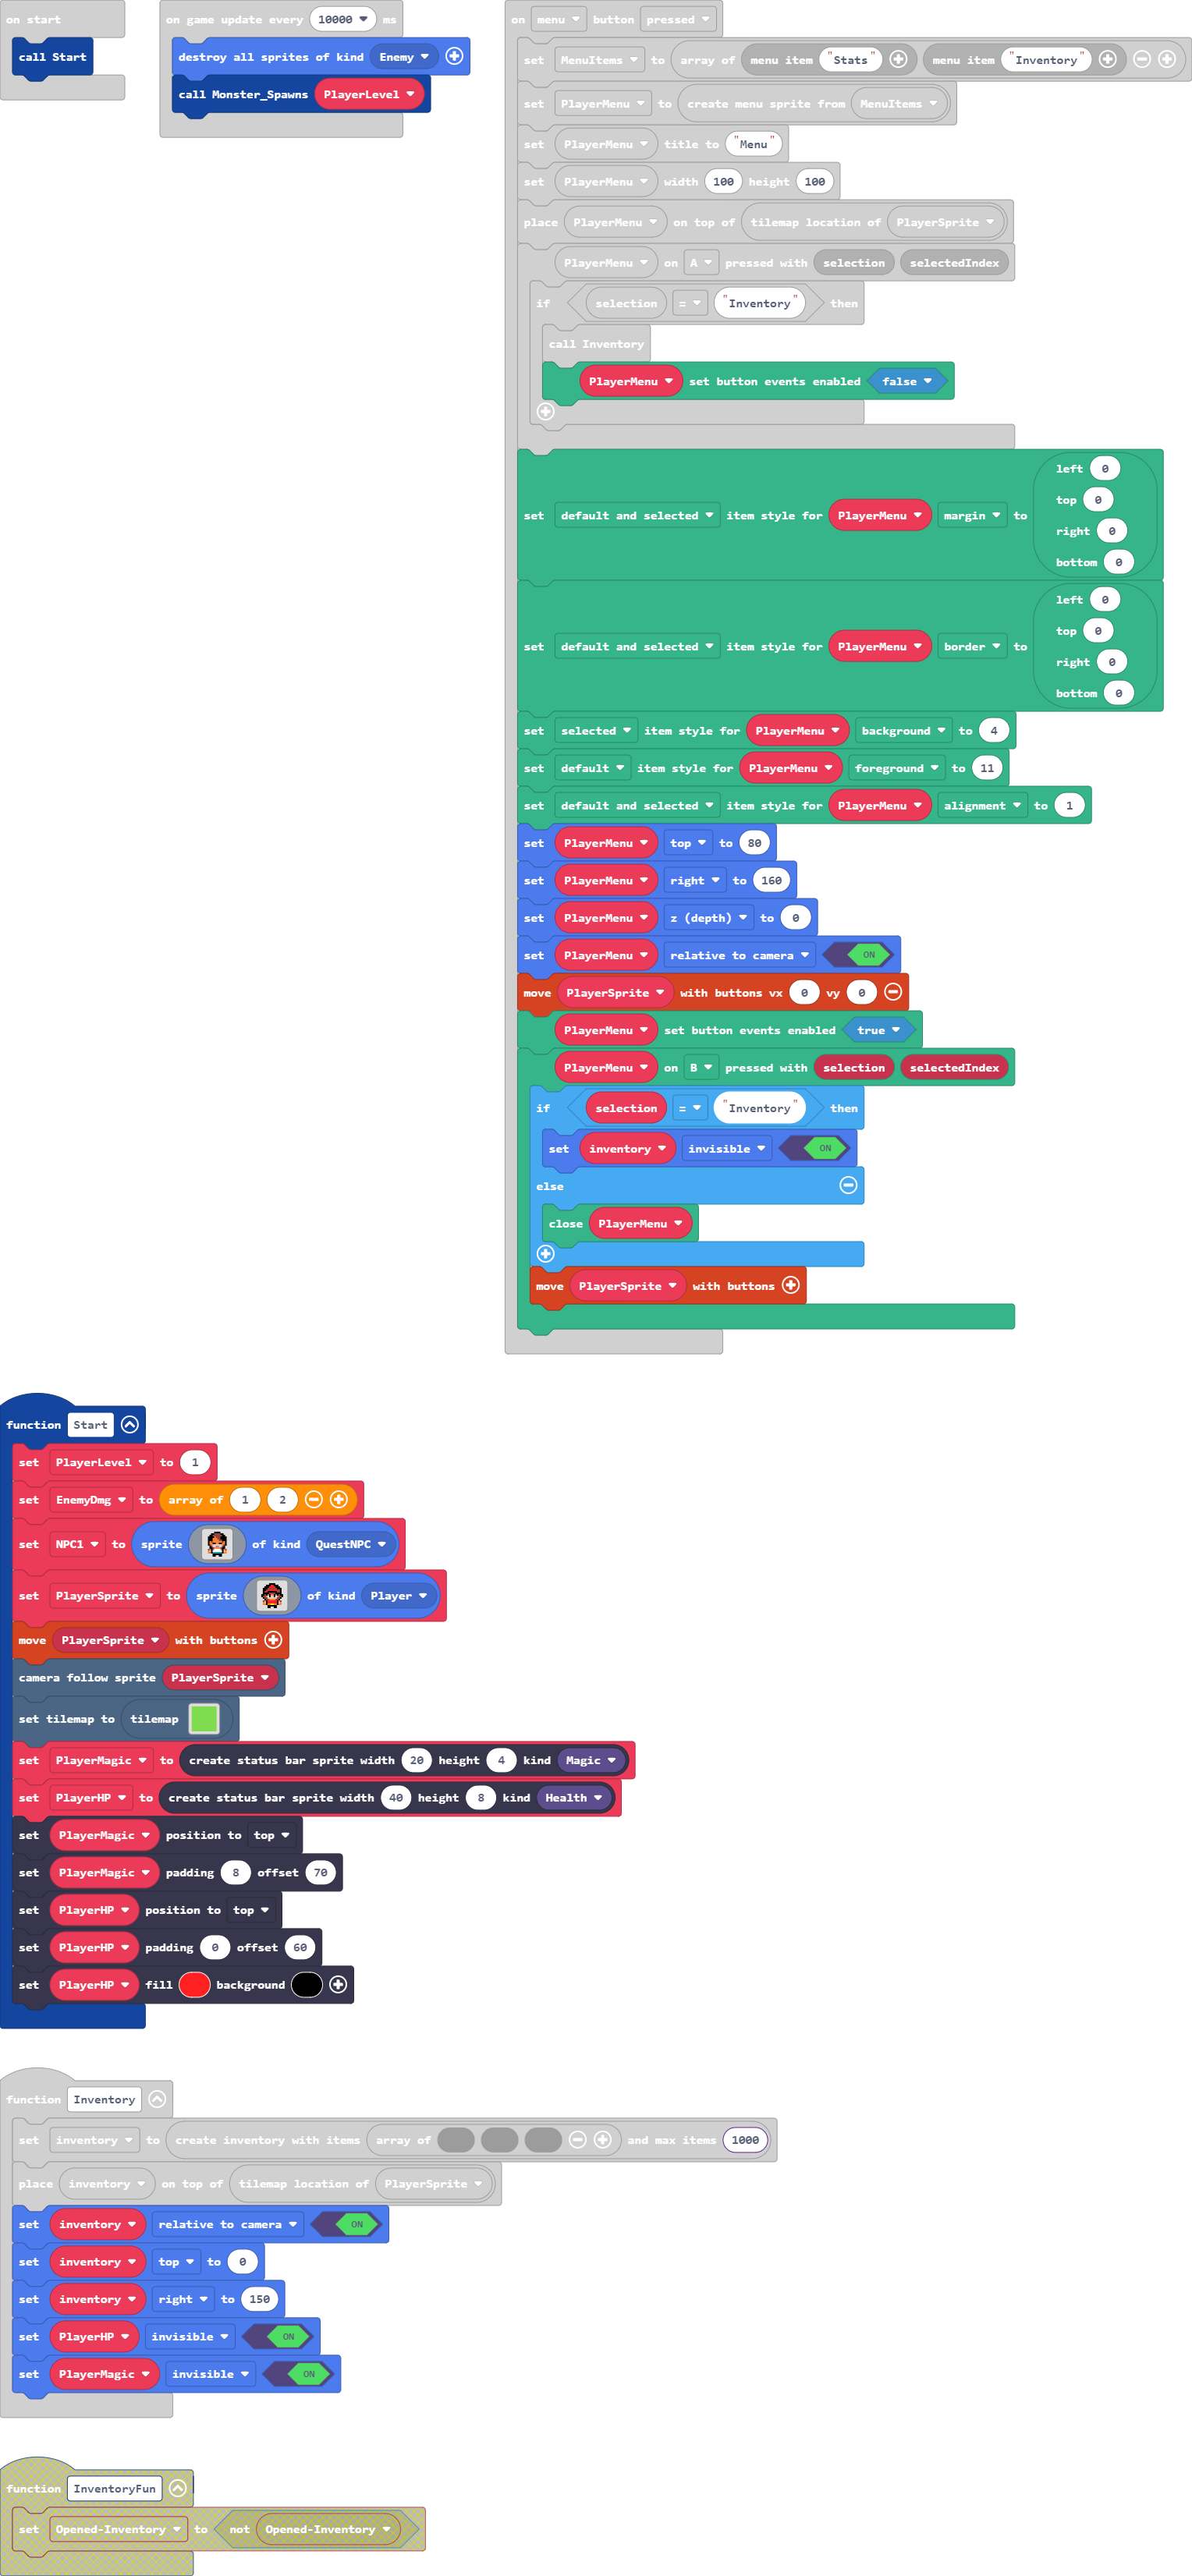 on start
call Start
on game update every 10000 ms
destroy all sprites of kind Enemy
call Monster_Spawns PlayerLevel
on menu button pressed
set MenuItems to array of menu item "Stats" menu item "Inventory"
set PlayerMenu to create menu sprite from MenuItems
set PlayerMenu title to "Menu"
set PlayerMenu width 100 height 100
place PlayerMenu on top of tilemap location of PlayerSprite
PlayerMenu on A pressed with selection selectedIndex
if selection = "Inventory" then
call Inventory
PlayerMenu set button events enabled false
left 0
top 0
set default and selected item style for PlayerMenu margin to
right 0
bottom 0
left 0
top 0
set default and selected item style for PlayerMenu border to
right 0
bottom 0
set selected item style for PlayerMenu background to 4
set default item style for PlayerMenu foreground to 11
set default and selected item style for PlayerMenu alignment to 1
set PlayerMenu top to 80
set PlayerMenu right to 160
set PlayerMenu z (depth) to 0
set PlayerMenu relative to camera ON
move PlayerSprite with buttons vx 0 vy 0
PlayerMenu set button events enabled true
PlayerMenu on B pressed with selection selectedIndex
if selection = "Inventory" then
set inventory invisible ON
else
close PlayerMenu
move PlayerSprite with buttons
function Start
set PlayerLevel to 1
set EnemyDmg to array of 1 2
set NPC1 to sprite of kind QuestNPC
set PlayerSprite to sprite of kind Player
move PlayerSprite with buttons
camera follow sprite PlayerSprite
set tilemap to tilemap
set PlayerMagic to create status bar sprite width 20 height 4 kind Magic
set PlayerHP to create status bar sprite width 40 height 8 kind Health
set PlayerMagic position to top
set PlayerMagic padding 8 offset 70
set PlayerHP position to top
set PlayerHP padding 0 offset 60
set PlayerHP fill background
function Inventory
set inventory to create inventory with items array of and max items 1000
place inventory on top of tilemap location of PlayerSprite
set inventory relative to camera ON
set inventory top to 0
set inventory right to 150
set PlayerHP invisible ON
set PlayerMagic invisible ON
function InventoryFun
set Opened-Inventory to not Opened-Inventory